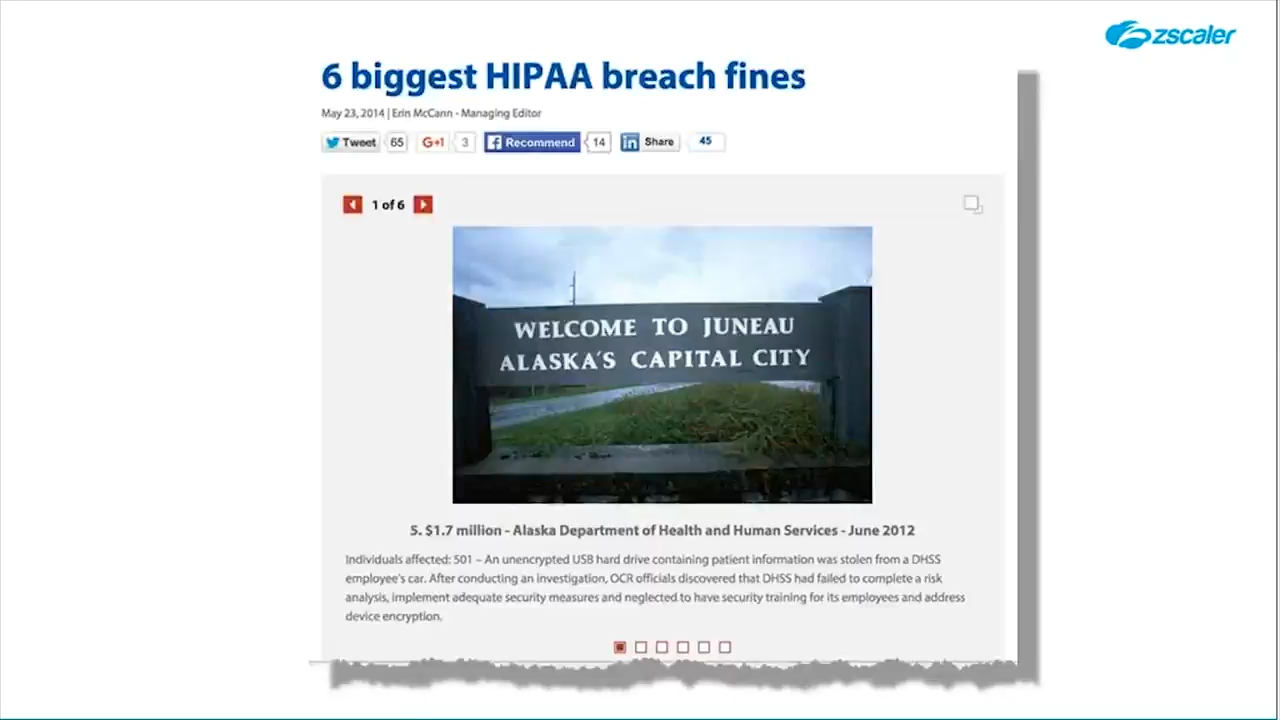 zscaler
6 biggest HIPAA breach fines
May 23, 2014 | Erin McCann - Managing Editor
Tweet 65 G+1 3 Recommend 14 in Share 45
1 of 6
WELCOME TO JUNEAU
ALASKA'S CAPITAL CITY
5. $1.7 million - Alaska Department of Health and Human Services - June 2012
Individuals affected: 501 – An unencrypted USB hard drive containing patient information was stolen from a DHSS
employee's car. After conducting an investigation, OCR officials discovered that DHSS had failed to complete a risk
analysis, implement adequate security measures and neglected to have security training for its employees and address
device encryption.